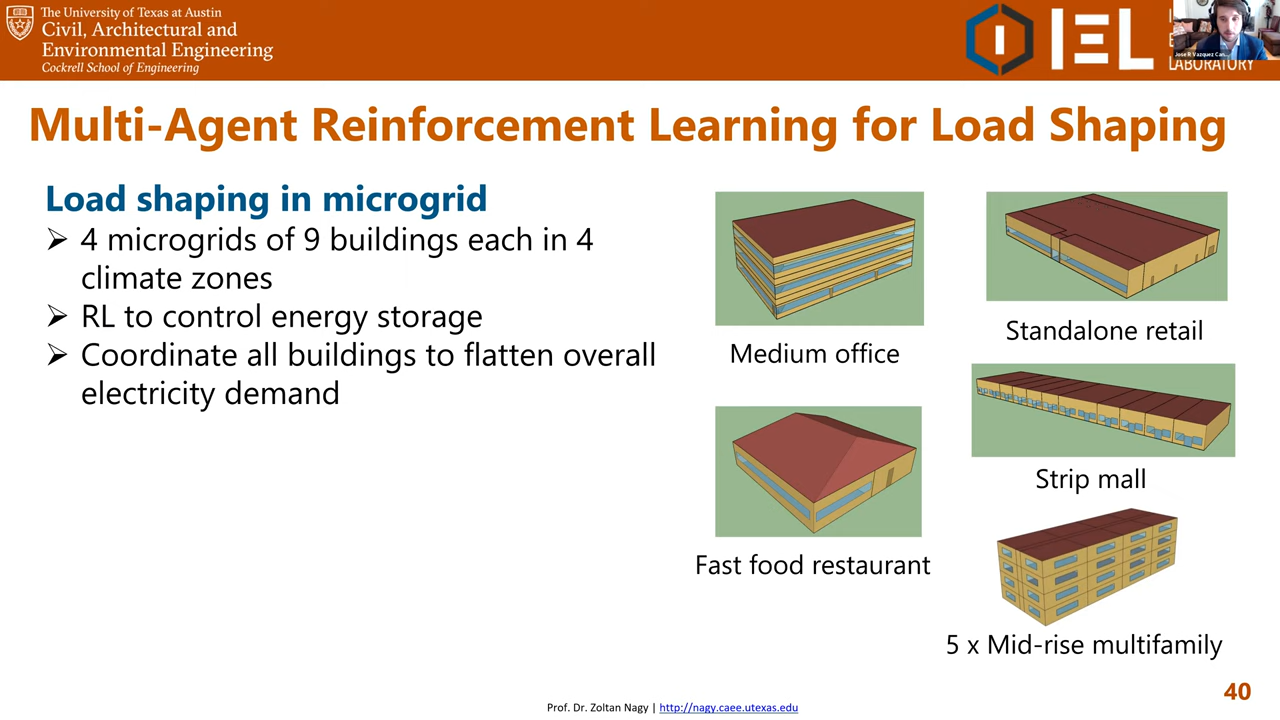 The University of Texas at Austin
Civil, Architectural and
Environmental Engineering
Cockrell School of Engineering
IEL
LABORATORY
Jose R Vazquez Can...
Multi-Agent Reinforcement Learning for Load Shaping
Load shaping in microgrid
➢ 4 microgrids of 9 buildings each in 4
climate zones
➢ RL to control energy storage
➢ Coordinate all buildings to flatten overall
electricity demand
Medium office
Standalone retail
Strip mall
Fast food restaurant
5 x Mid-rise multifamily
40
Prof. Dr. Zoltan Nagy | http://nagy.caee.utexas.edu